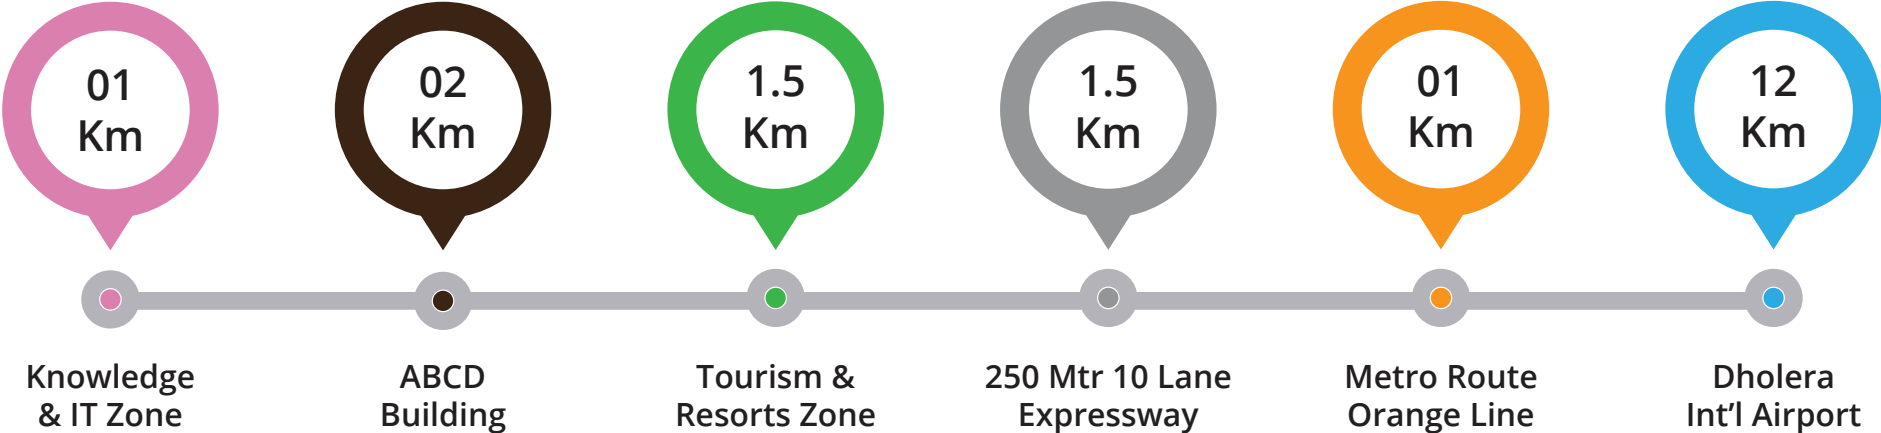 01
Km
02
Km
1.5
Km
1.5
Km
01
Km
12
Km
Knowledge
& IT Zone
ABCD
Building
Tourism &
Resorts Zone
250 Mtr 10 Lane
Expressway
Metro Route
Orange Line
Dholera
Int’l Airport